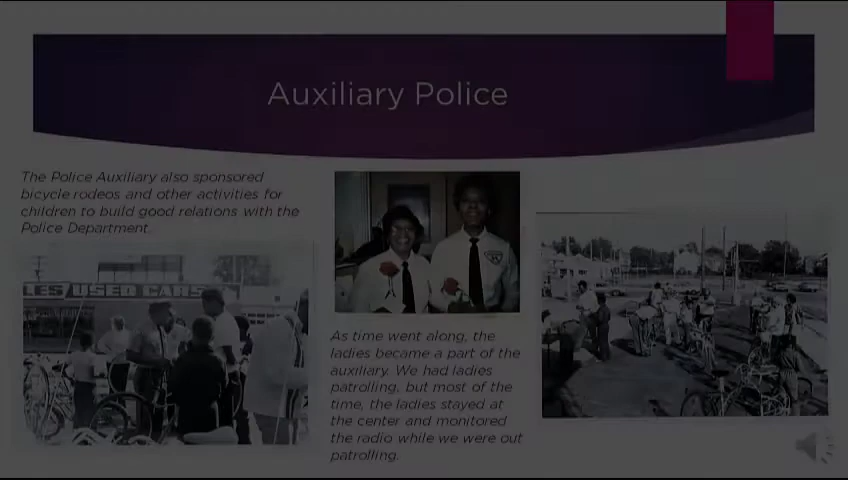 Auxiliary Police
The Police Auxiliary also sponsored
bicycle rodeos and other activities for
children to build good relations with the
Police Department.
LES USED CARS
As time went along, the
ladies became a part of the
auxiliary. We had ladies
patrolling, but most of the
time, the ladies stayed at
the center and monitored
the radio while we were out
patrolling.